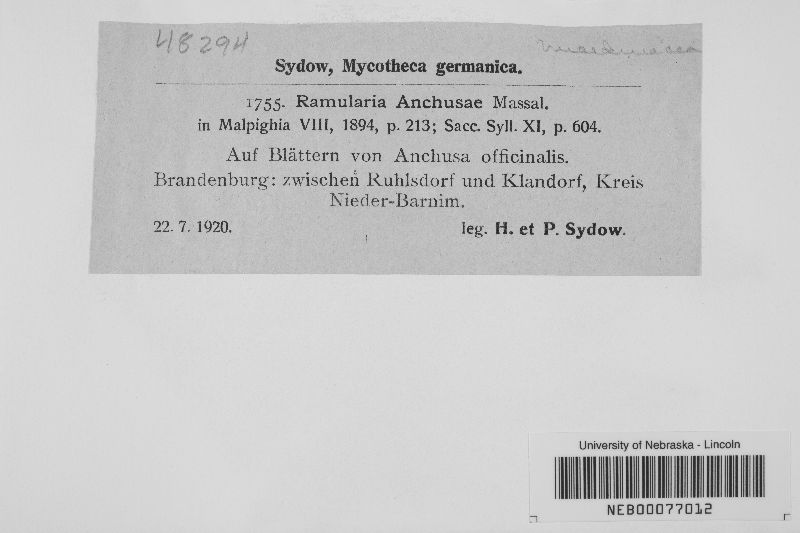 48294
Sydow, Mycotheca germanica.
1755. Ramularia Anchusae Massal.
in Malpighia VIII, 1894, p. 213; Sacc. Syll. XI, p. 604.
Auf Blättern von Anchusa officinalis.
Brandenburg: zwischen Ruhlsdorf und Klandorf, Kreis
Nieder-Barnim.
22. 7. 1920. leg. H. et P. Sydow.
University of Nebraska - Lincoln
NEB00077012